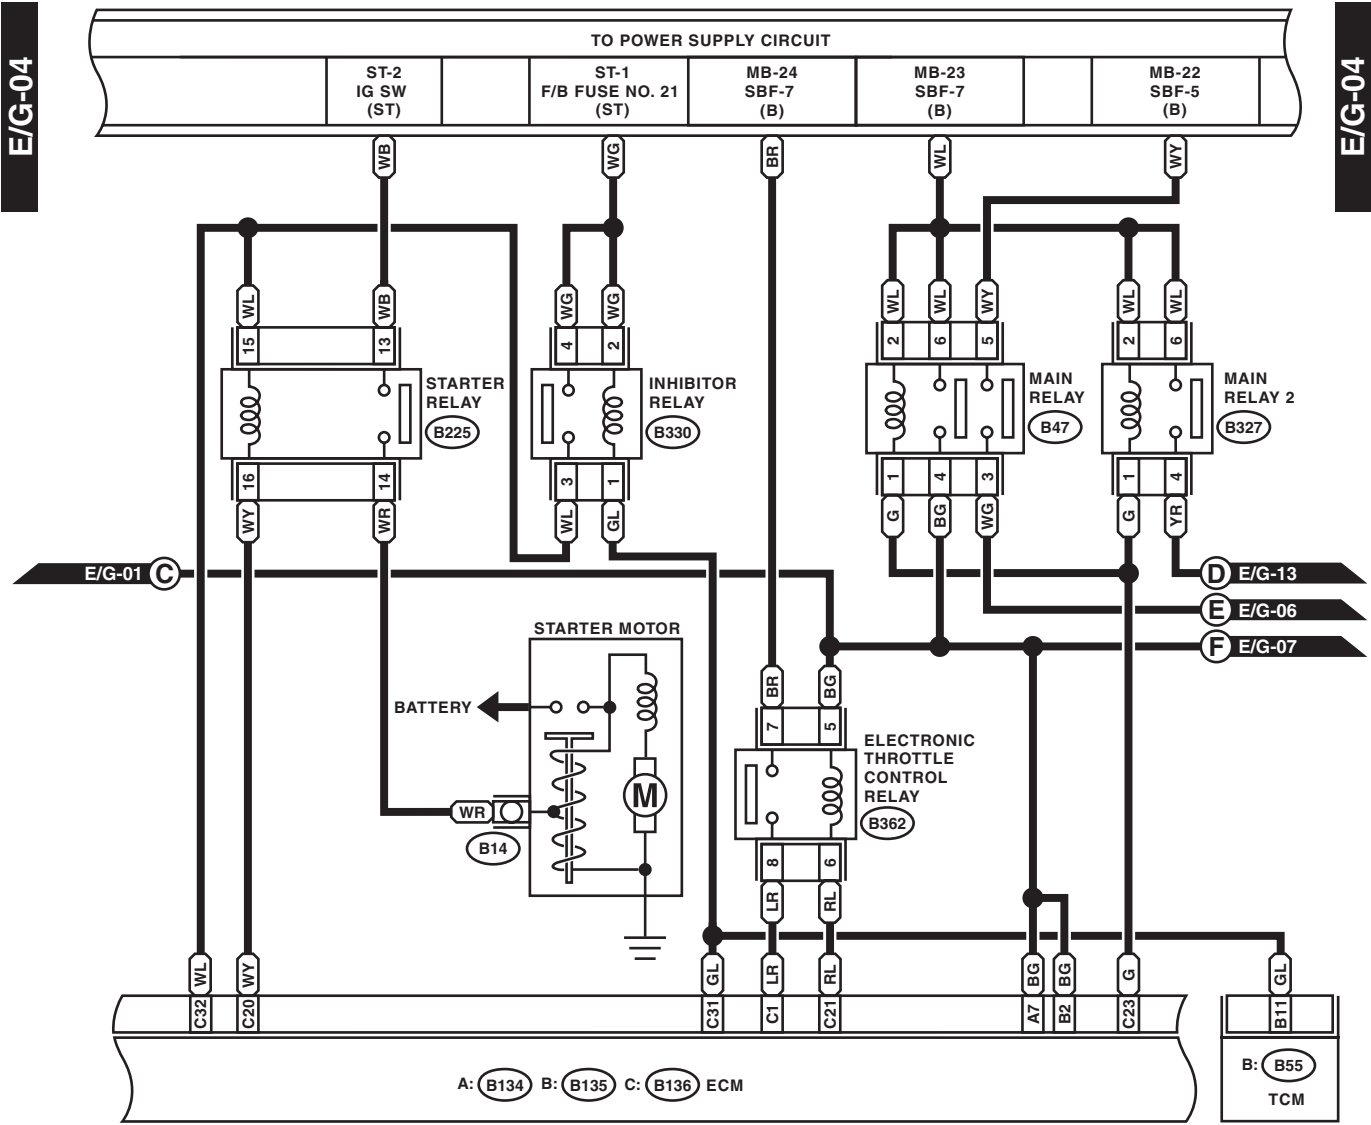 E/G-04
E/G-04
TO POWER SUPPLY CIRCUIT
ST-2
IG SW
(ST)
ST-1
F/B FUSE NO. 21
(ST)
MB-24
SBF-7
(B)
MB-23
SBF-7
(B)
MB-22
SBF-5
(B)
WB
WG
BR
WL
WY
WL
WB
WG
WG
WL
WL
WY
WL
WL
15
13
4
2
2
6
5
2
6
STARTER
RELAY
B225
INHIBITOR
RELAY
B330
MAIN
RELAY
B47
MAIN
RELAY 2
B327
16
14
3
1
1
4
3
1
4
WY
WR
WL
GL
G
BG
WG
G
YR
E/G-01
C
D
E/G-13
E
E/G-06
F
E/G-07
STARTER MOTOR
BATTERY
M
WR
B14
BR
BG
7
5
ELECTRONIC
THROTTLE
CONTROL
RELAY
B362
8
6
LR
RL
WL
WY
GL
LR
RL
BG
BG
G
GL
C32
C20
C31
C1
C21
A7
B2
C23
B11
A: B134 B: B135 C: B136 ECM
B: B55
TCM